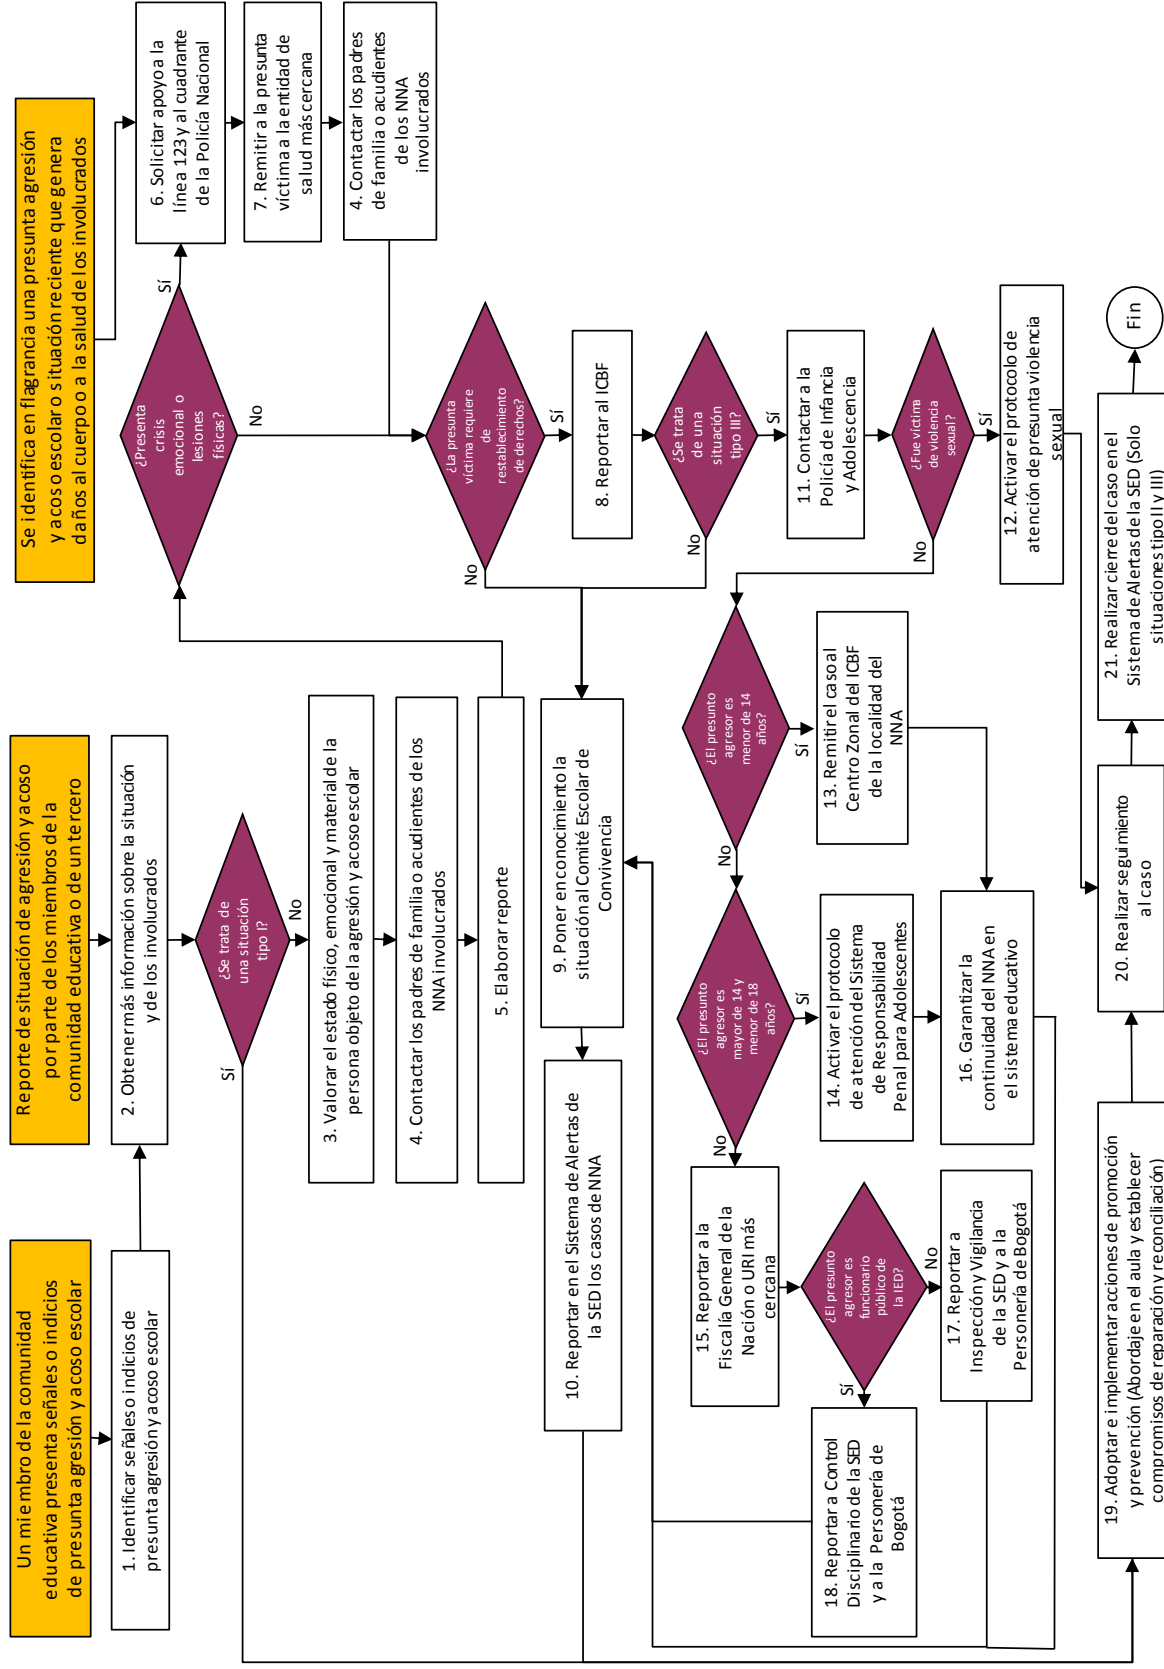 Un miembro de la comunidad
educativa presenta señales o indicios
de presunta agresión y acoso escolar
Reporte de situación de agresión y acoso
por parte de los miembros de la
comunidad educativa o de un tercero
Se identifica en flagrancia una presunta agresión
y acoso escolar o situación reciente que genera
daños al cuerpo o a la salud de los involucrados
1. Identificar señales o indicios de
presunta agresión y acoso escolar
2. Obtener más información sobre la situación
y de los involucrados
¿Se trata de
una situación
tipo I?
Sí
No
3. Valorar el estado físico, emocional y material de la
persona objeto de la agresión y acoso escolar
4. Contactar los padres de familia o acudientes de los
NNA involucrados
5. Elaborar reporte
¿Presenta
crisis
emocional o
lesiones
físicas?
Sí
No
6. Solicitar apoyo a la
línea 123 y al cuadrante
de la Policía Nacional
7. Remitir a la presunta
víctima a la entidad de
salud más cercana
4. Contactar los padres
de familia o acudientes
de los NNA
involucrados
¿La presunta
víctima requiere
de
restablecimiento
de derechos?
No
Sí
8. Reportar al ICBF
¿Se trata
de una
situación
tipo III?
No
Sí
9. Poner en conocimiento la
situación al Comité Escolar de
Convivencia
10. Reportar en el Sistema de Alertas de
la SED los casos de NNA
11. Contactar a la
Policía de Infancia
y Adolescencia
¿Fue víctima
de violencia
sexual?
No
Sí
12. Activar el protocolo de
atención de presunta violencia
sexual
¿El presunto
agresor es
menor de 14
años?
No
Sí
13. Remitir el caso al
Centro Zonal del ICBF
de la localidad del
NNA
¿El presunto
agresor es
mayor de 14 y
menor de 18
años?
No
Sí
14. Activar el protocolo
de atención del Sistema
de Responsabilidad
Penal para Adolescentes
15. Reportar a la
Fiscalía General de la
Nación o URI más
cercana
16. Garantizar la
continuidad del NNA en
el sistema educativo
¿El presunto
agresor es
funcionario
público de
la IED?
Sí
No
17. Reportar a
Inspección y Vigilancia
de la SED y a la
Personería de Bogotá
18. Reportar a Control
Disciplinario de la SED
y a la Personería de
Bogotá
19. Adoptar e implementar acciones de promoción
y prevención (Abordaje en el aula y establecer
compromisos de reparación y reconciliación)
20. Realizar seguimiento
al caso
21. Realizar cierre del caso en el
Sistema de Alertas de la SED (Solo
situaciones tipo II y III)
Fin